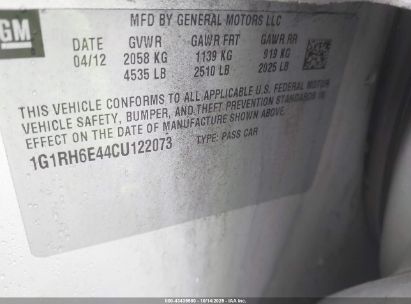 GM
MFD BY GENERAL MOTORS LLC
DATE GVWR GAWR FRT GAWR RR
04/12 2058 KG 1139 KG 919 KG
4535 LB 2510 LB 2025 LB
THIS VEHICLE CONFORMS TO ALL APPLICABLE U.S. FEDERAL MOTOR
VEHICLE SAFETY, BUMPER, AND THEFT PREVENTION STANDARDS IN
EFFECT ON THE DATE OF MANUFACTURE SHOWN ABOVE.
1G1RH6E44CU122073 TYPE: PASS CAR